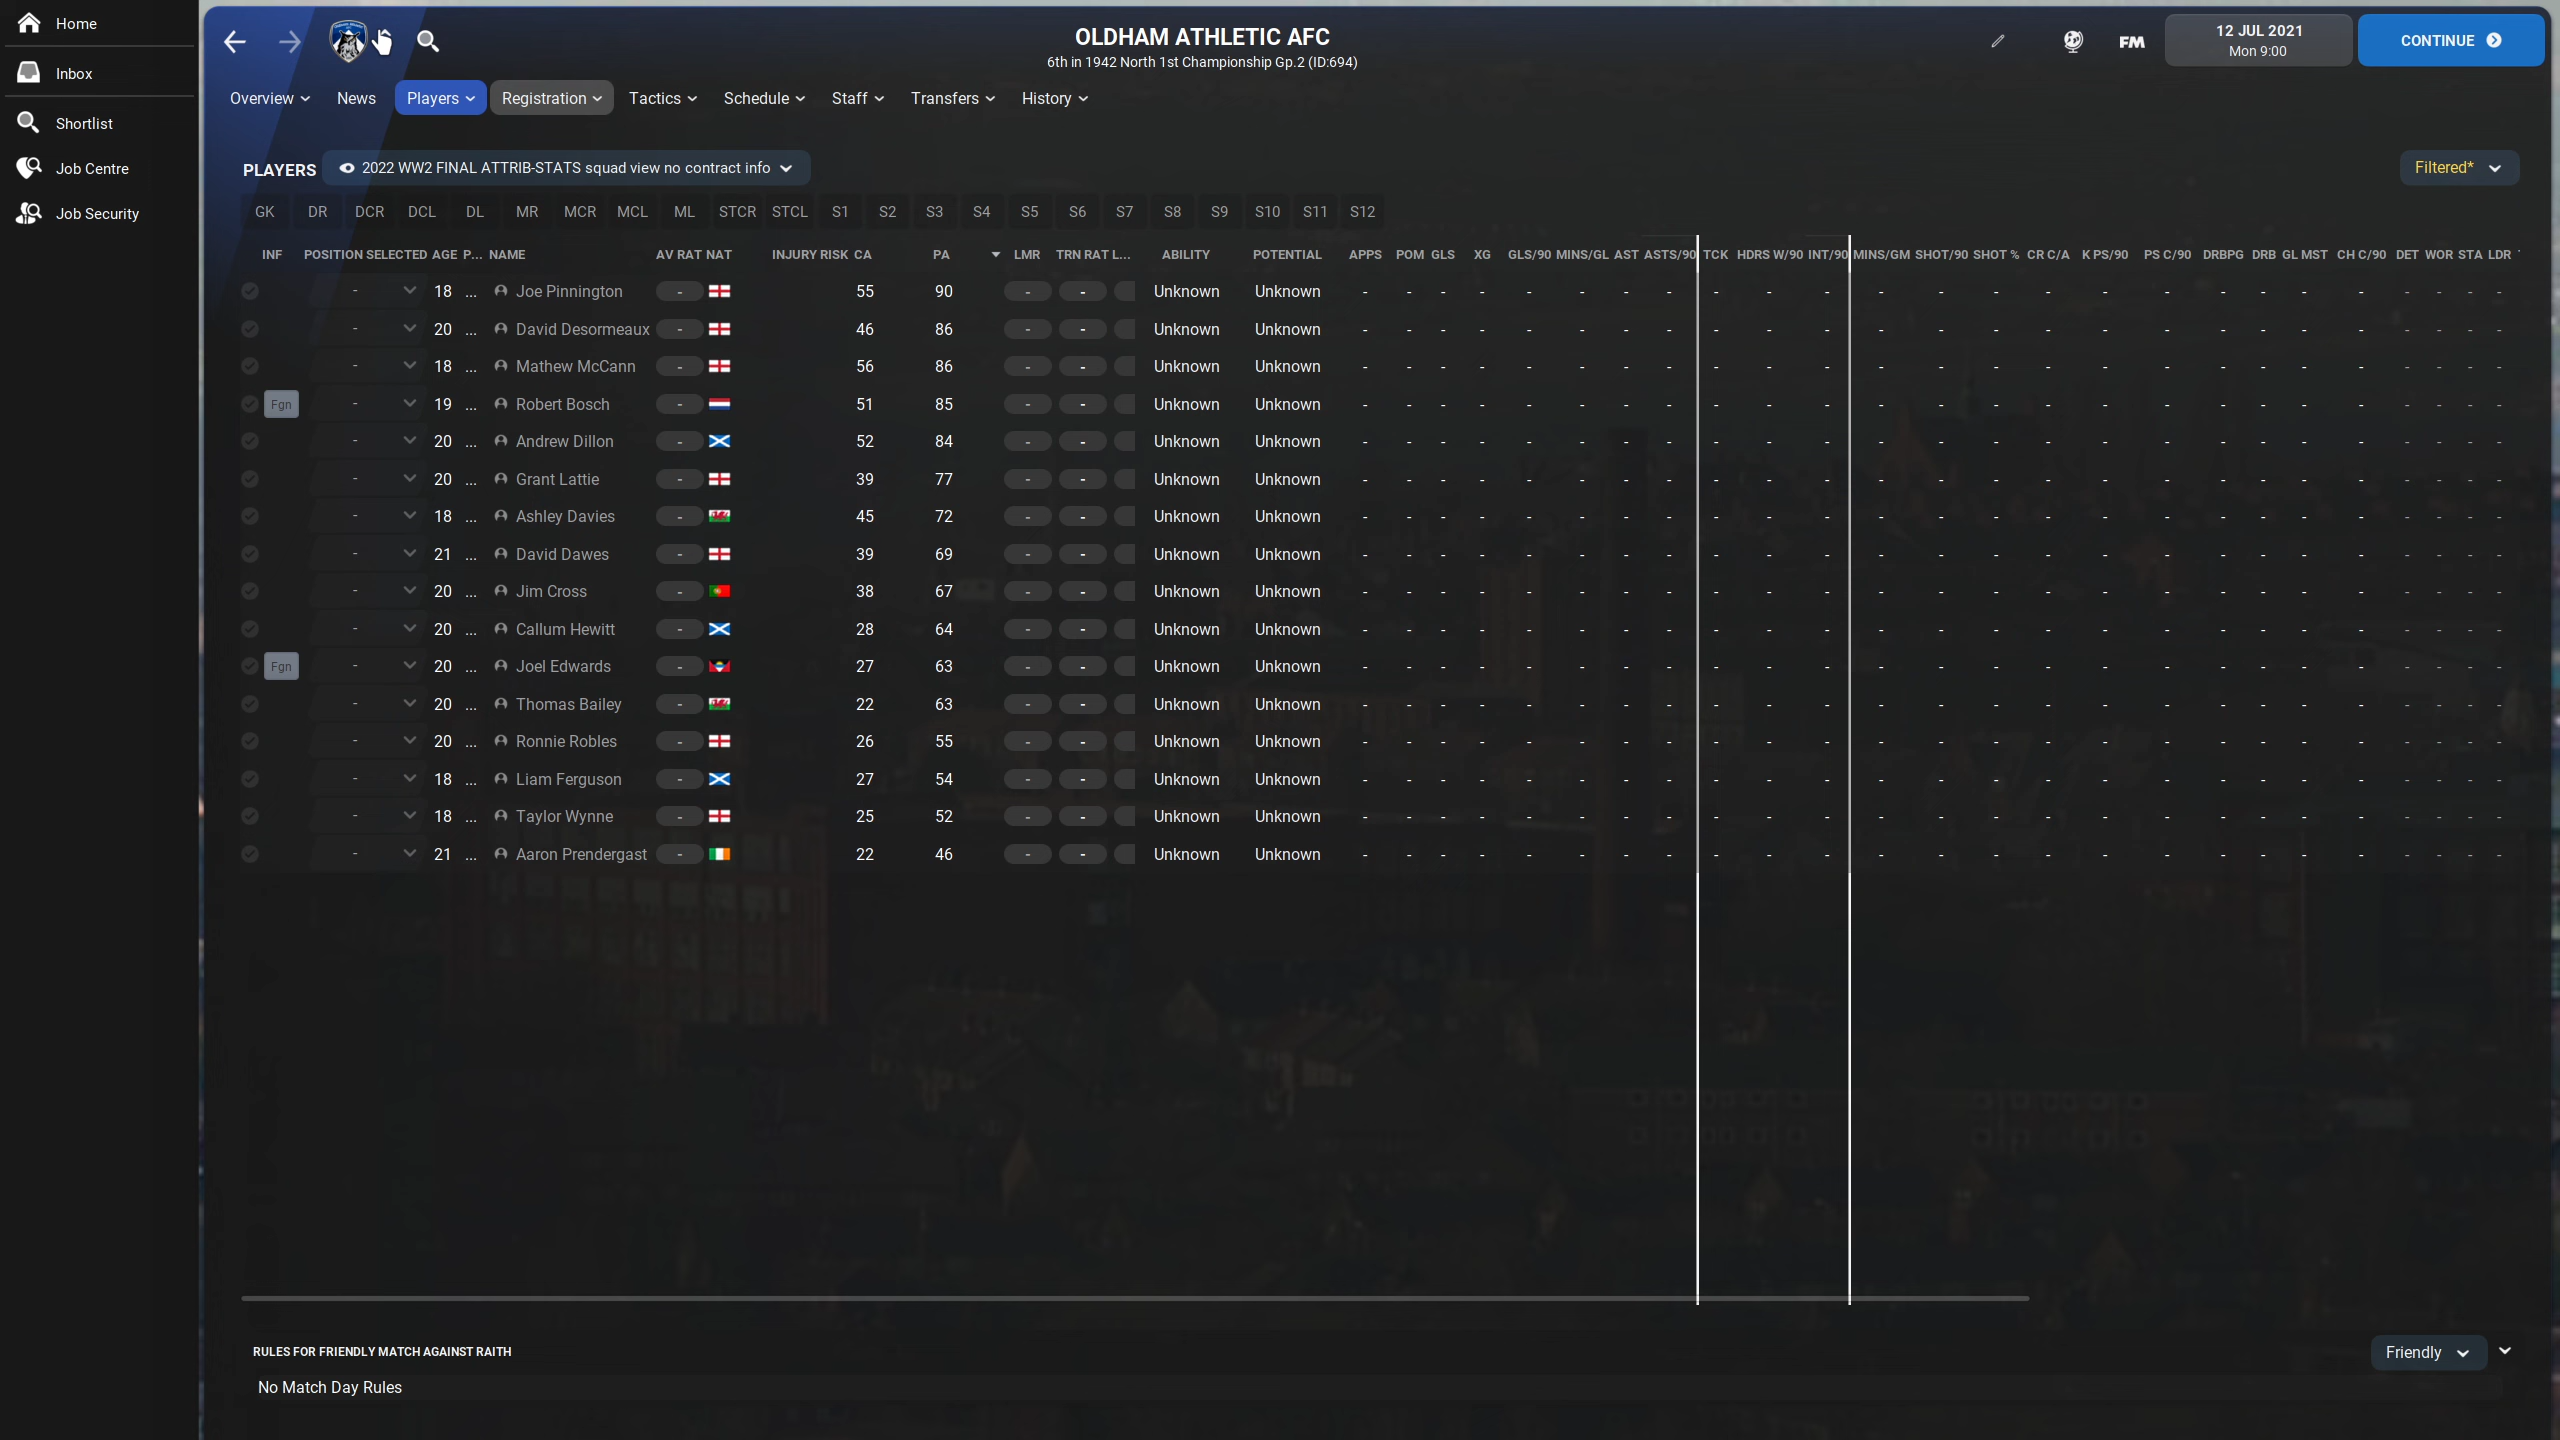 Home
Inbox
Shortlist
Job Centre
Job Security
OLDHAM ATHLETIC AFC
6th in 1942 North 1st Championship Gp.2 (ID:694)
FM
12 JUL 2021
Mon 9:00
CONTINUE
Overview News Players Registration Tactics Schedule Staff Transfers History
PLAYERS 2022 WW2 FINAL ATTRIB-STATS squad view no contract info Filtered*
GK DR DCR DCL DL MR MCR MCL ML STCR STCL S1 S2 S3 S4 S5 S6 S7 S8 S9 S10 S11 S12
INF POSITION SELECTED AGE P... NAME AV RAT NAT INJURY RISK CA PA LMR TRN RAT L... ABILITY POTENTIAL APPS POM GLS XG GLS/90 MINS/GL AST ASTS/90 TCK HDRS W/90 INT/90 MINS/GM SHOT/90 SHOT % CR C/A K PS/90 PS C/90 DRBPG DRB GL MST CH C/90 DET WOR STA LDR
- 18 ... Joe Pinnington - 55 90 - - Unknown Unknown - - - - - - - - - - - - - - - - - - - - - - - - -
- 20 ... David Desormeaux - 46 86 - - Unknown Unknown - - - - - - - - - - - - - - - - - - - - - - - - -
- 18 ... Mathew McCann - 56 86 - - Unknown Unknown - - - - - - - - - - - - - - - - - - - - - - - - -
Fgn - 19 ... Robert Bosch - 51 85 - - Unknown Unknown - - - - - - - - - - - - - - - - - - - - - - - - -
- 20 ... Andrew Dillon - 52 84 - - Unknown Unknown - - - - - - - - - - - - - - - - - - - - - - - - -
- 20 ... Grant Lattie - 39 77 - - Unknown Unknown - - - - - - - - - - - - - - - - - - - - - - - - -
- 18 ... Ashley Davies - 45 72 - - Unknown Unknown - - - - - - - - - - - - - - - - - - - - - - - - -
- 21 ... David Dawes - 39 69 - - Unknown Unknown - - - - - - - - - - - - - - - - - - - - - - - - -
- 20 ... Jim Cross - 38 67 - - Unknown Unknown - - - - - - - - - - - - - - - - - - - - - - - - -
- 20 ... Callum Hewitt - 28 64 - - Unknown Unknown - - - - - - - - - - - - - - - - - - - - - - - - -
Fgn - 20 ... Joel Edwards - 27 63 - - Unknown Unknown - - - - - - - - - - - - - - - - - - - - - - - - -
- 20 ... Thomas Bailey - 22 63 - - Unknown Unknown - - - - - - - - - - - - - - - - - - - - - - - - -
- 20 ... Ronnie Robles - 26 55 - - Unknown Unknown - - - - - - - - - - - - - - - - - - - - - - - - -
- 18 ... Liam Ferguson - 27 54 - - Unknown Unknown - - - - - - - - - - - - - - - - - - - - - - - - -
- 18 ... Taylor Wynne - 25 52 - - Unknown Unknown - - - - - - - - - - - - - - - - - - - - - - - - -
- 21 ... Aaron Prendergast - 22 46 - - Unknown Unknown - - - - - - - - - - - - - - - - - - - - - - - - -
RULES FOR FRIENDLY MATCH AGAINST RAITH Friendly
No Match Day Rules